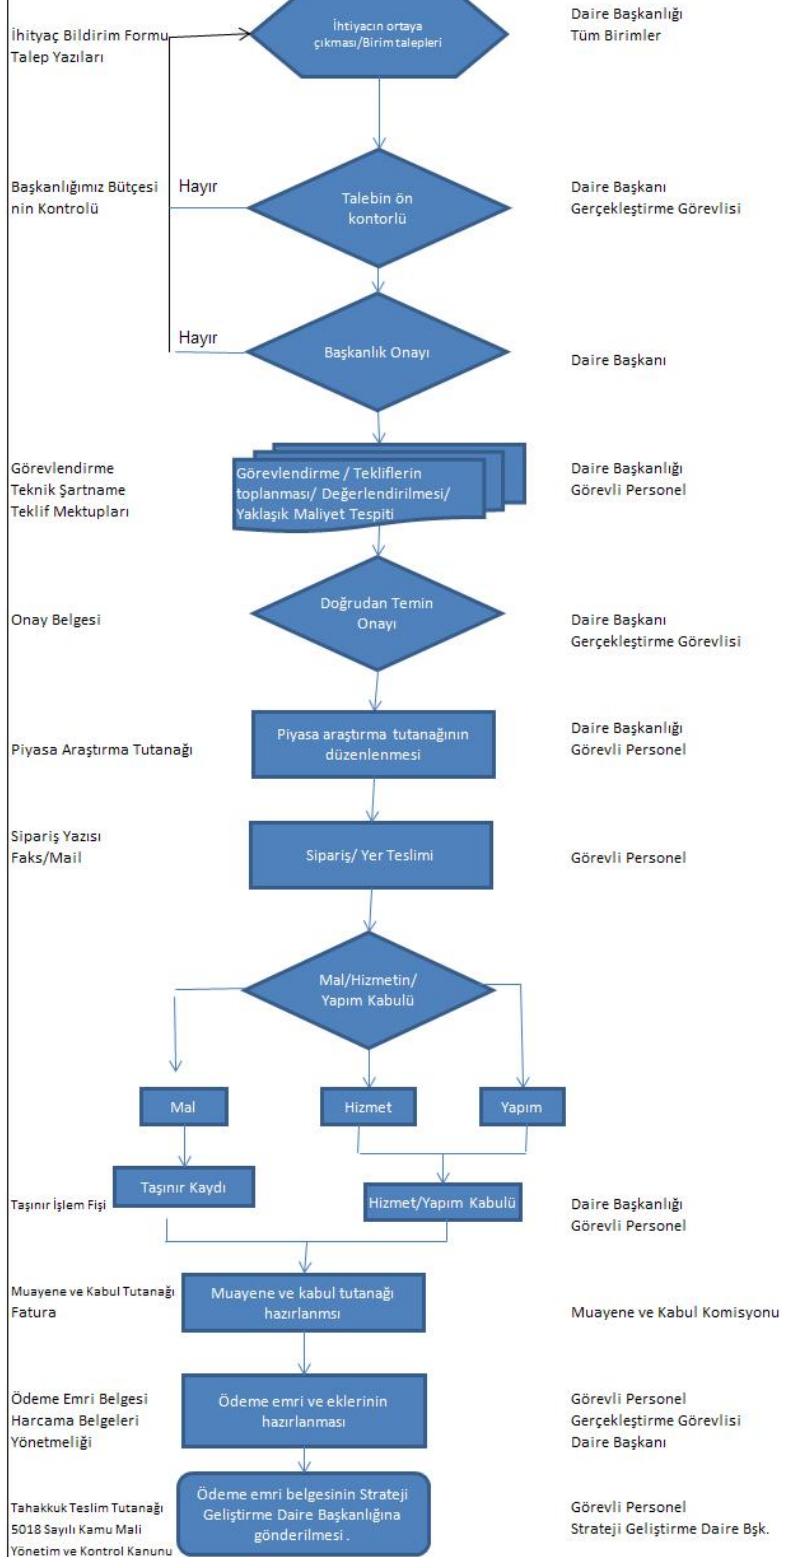 Daire Başkanlığı
Tüm Birimler
İhtiyacın ortaya
çıkması/Birim talepleri
İhityaç Bildirim Formu
Talep Yazıları
Başkanlığımız Bütçesi
nin Kontrolü
Hayır
Talebin ön
kontorlü
Daire Başkanı
Gerçekleştirme Görevlisi
Hayır
Başkanlık Onayı
Daire Başkanı
Görevlendirme
Teknik Şartname
Teklif Mektupları
Görevlendirme / Tekliflerin
toplanması/ Değerlendirilmesi/
Yaklaşık Maliyet Tespiti
Daire Başkanlığı
Görevli Personel
Onay Belgesi
Doğrudan Temin
Onayı
Daire Başkanı
Gerçekleştirme Görevlisi
Piyasa Araştırma Tutanağı
Piyasa araştırma tutanağının
düzenlenmesi
Daire Başkanlığı
Görevli Personel
Sipariş Yazısı
Faks/Mail
Sipariş/ Yer Teslimi
Görevli Personel
Mal/Hizmetin/
Yapım Kabulü
Mal
Hizmet
Yapım
Taşınır İşlem Fişi
Taşınır Kaydı
Hizmet/Yapım Kabulü
Daire Başkanlığı
Görevli Personel
Muayene ve Kabul Tutanağı
Fatura
Muayene ve kabul tutanağı
hazırlanmsı
Muayene ve Kabul Komisyonu
Ödeme Emri Belgesi
Harcama Belgeleri
Yönetmeliği
Ödeme emri ve eklerinin
hazırlanması
Görevli Personel
Gerçekleştirme Görevlisi
Daire Başkanı
Tahakkuk Teslim Tutanağı
5018 Sayılı Kamu Mali
Yönetim ve Kontrol Kanunu
Ödeme emri belgesinin Strateji
Geliştirme Daire Başkanlığına
gönderilmesi .
Görevli Personel
Strateji Geliştirme Daire Bşk.